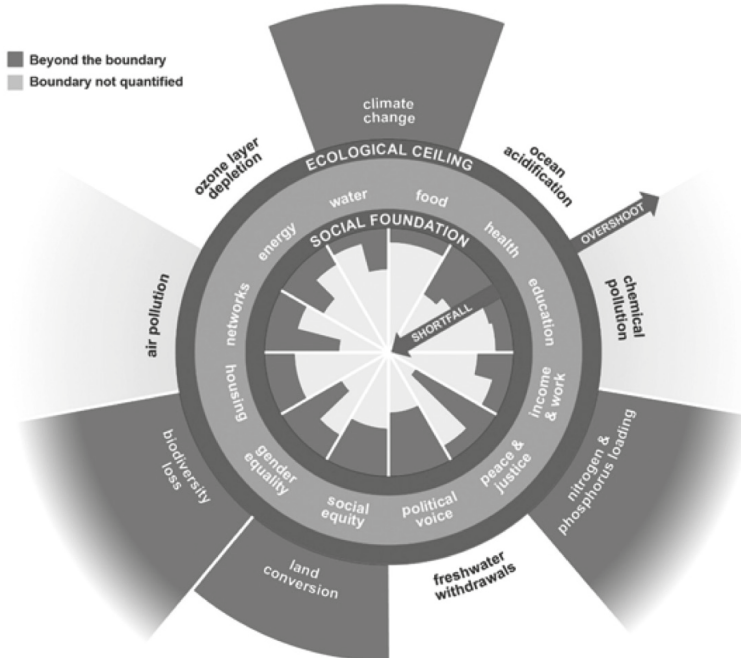 Beyond the boundary
Boundary not quantified
climate
change
ozone layer
depletion
ocean
acidification
ECOLOGICAL CEILING
water
food
energy
health
SOCIAL FOUNDATION
OVERSHOOT
networks
education
SHORTFALL
air pollution
chemical
pollution
housing
income
& work
gender
equality
peace &
justice
social
equity
political
voice
biodiversity
loss
nitrogen &
phosphorus loading
land
conversion
freshwater
withdrawals